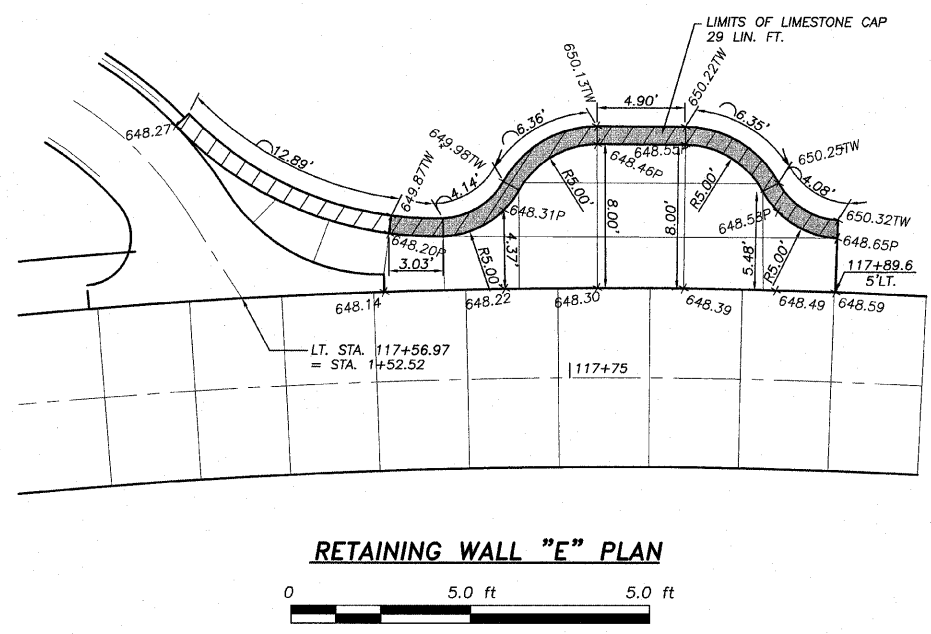 LIMITS OF LIMESTONE CAP
29 LIN. FT.
650.13TW
650.22TW
4.90'
6.36'
6.35'
648.27
12.89'
649.98TW
649.87TW
4.14'
650.25TW
4.08'
648.55P
648.46P
R5.00'
R5.00'
648.31P
648.53P
650.32TW
648.20P
648.65P
3.03'
R5.00'
4.37'
8.00'
8.00'
5.48'
R5.00'
117+89.6
5'LT.
648.14
648.22
648.30
648.39
648.49
648.59
LT. STA. 117+56.97
= STA. 1+52.52
117+75
RETAINING WALL "E" PLAN
0 5.0 ft 5.0 ft